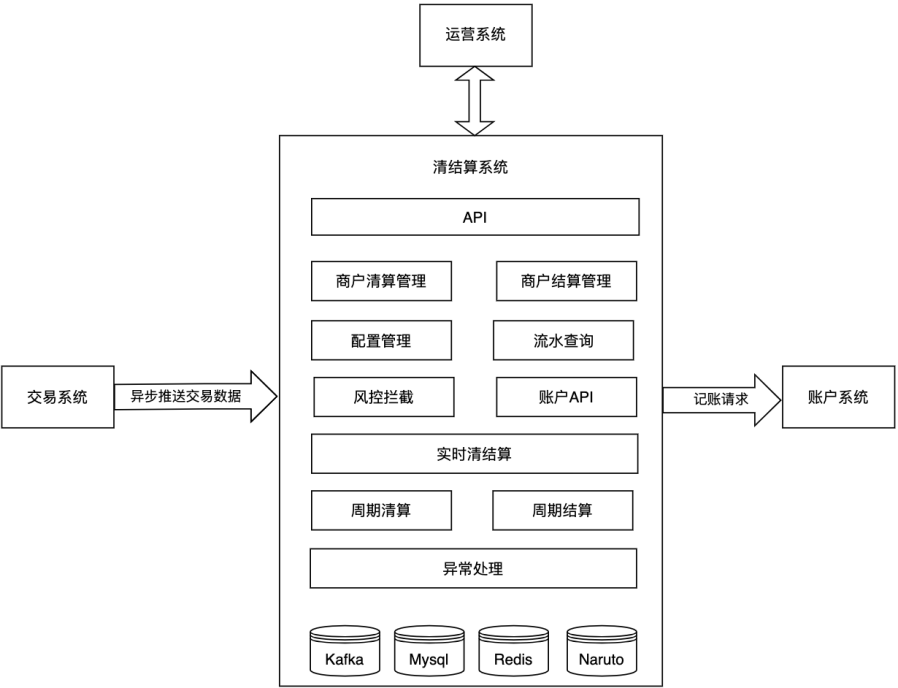 运营系统
清结算系统
API
商户清算管理
商户结算管理
配置管理
流水查询
交易系统
异步推送交易数据
风控拦截
账户API
记账请求
账户系统
实时清结算
周期清算
周期结算
异常处理
Kafka
Mysql
Redis
Naruto